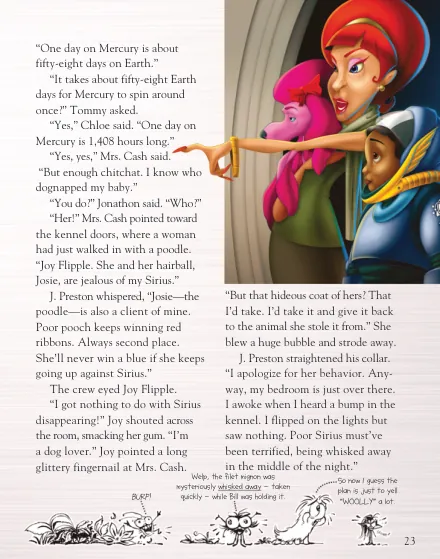 “One day on Mercury is about
fifty-eight days on Earth.”
“It takes about fifty-eight Earth
days for Mercury to spin around
once?” Tommy asked.
“Yes,” Chloe said. “One day on
Mercury is 1,408 hours long.”
“Yes, yes,” Mrs. Cash said.
“But enough chitchat. I know who
dognapped my baby.”
“You do?” Jonathon said. “Who?”
“Her!” Mrs. Cash pointed toward
the kennel doors, where a woman
had just walked in with a poodle.
“Joy Flipple. She and her hairball,
Josie, are jealous of my Sirius.”
J. Preston whispered, “Josie—the
poodle—is also a client of mine.
Poor pooch keeps winning red
ribbons. Always second place.
She’ll never win a blue if she keeps
going up against Sirius.”
The crew eyed Joy Flipple.
“I got nothing to do with Sirius
disappearing!” Joy shouted across
the room, smacking her gum. “I’m
a dog lover.” Joy pointed a long
glittery fingernail at Mrs. Cash.
“But that hideous coat of hers? That
I’d take. I’d take it and give it back
to the animal she stole it from.” She
blew a huge bubble and strode away.
J. Preston straightened his collar.
“I apologize for her behavior. Any-
way, my bedroom is just over there.
I awoke when I heard a bump in the
kennel. I flipped on the lights but
saw nothing. Poor Sirius must’ve
been terrified, being whisked away
in the middle of the night.”
BURP!
Welp, the filet mignon was
mysteriously whisked away – taken
quickly – while Bill was holding it.
So now I guess the
plan is just to yell
“WOOLLY” a lot.
23